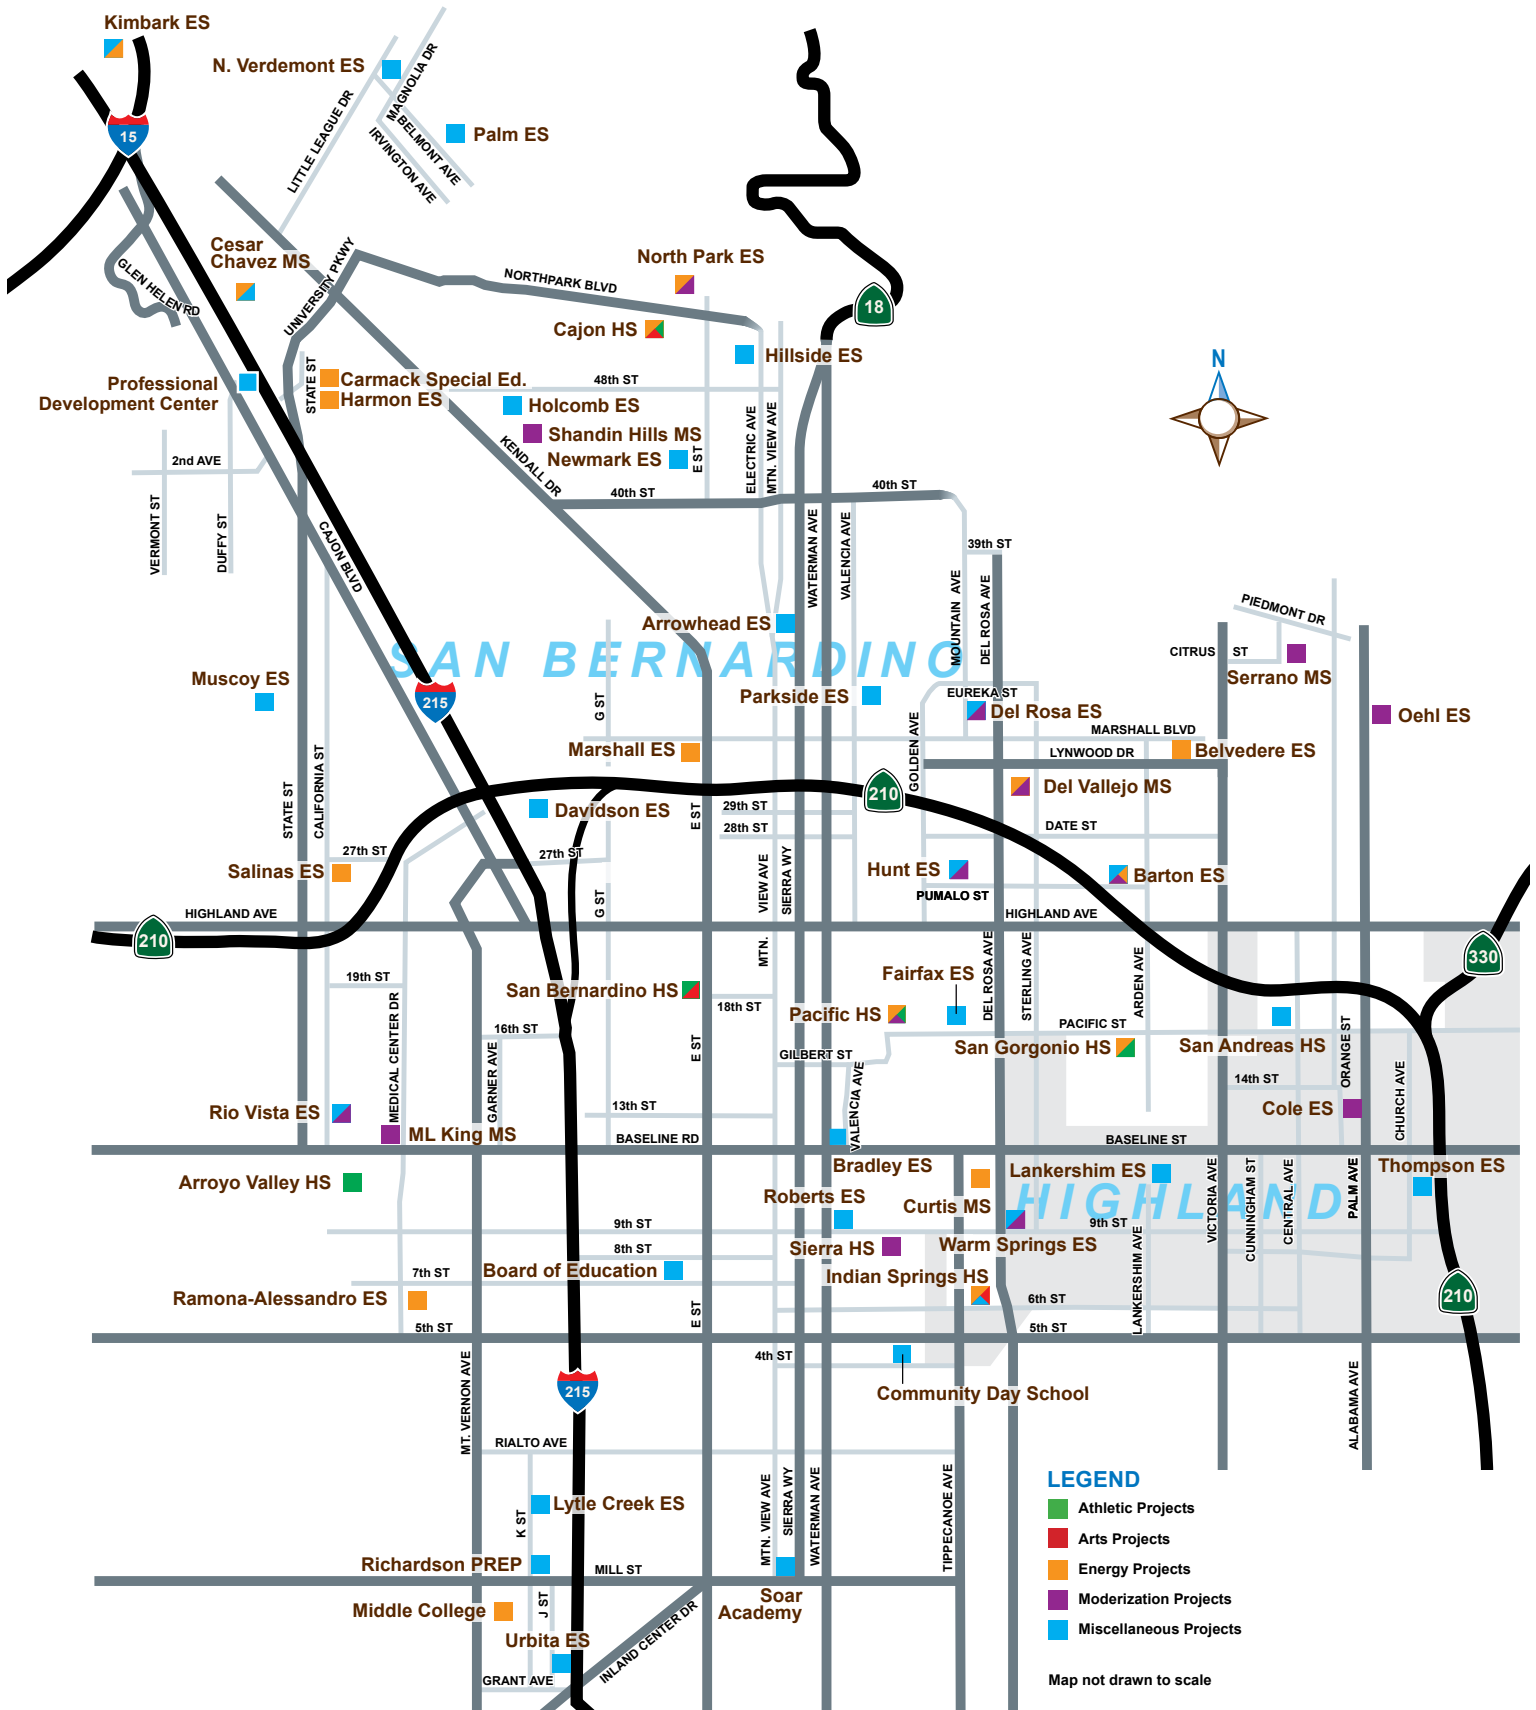 Kimbark ES
N. Verdemont ES
MAGNOLIA DR
LITTLE LEAGUE DR
BELMONT AVE
IRVINGTON AVE
Palm ES
15
Cesar
Chavez MS
GLEN HELEN RD
UNIVERSITY PKWY
North Park ES
NORTHPARK BLVD
18
Cajon HS
Hillside ES
N
Professional
Development Center
STATE ST
Carmack Special Ed.
Harmon ES
48th ST
Holcomb ES
Shandin Hills MS
Newmark ES
E ST
ELECTRIC AVE
MTN. VIEW AVE
KENDALL DR
2nd AVE
40th ST
40th ST
VERMONT ST
DUFFY ST
CAJON BLVD
WATERMAN AVE
VALENCIA AVE
39th ST
MOUNTAIN AVE
DEL ROSA AVE
PIEDMONT DR
Arrowhead ES
SAN BERNARDINO
CITRUS ST
Serrano MS
Muscoy ES
215
G ST
Parkside ES
EUREKA ST
Del Rosa ES
Oehl ES
Marshall ES
GOLDEN AVE
MARSHALL BLVD
LYNWOOD DR
Belvedere ES
STATE ST
CALIFORNIA ST
210
Del Vallejo MS
Davidson ES
E ST
29th ST
28th ST
DATE ST
27th ST
27th ST
Salinas ES
VIEW AVE
SIERRA WY
Hunt ES
Barton ES
PUMALO ST
G ST
HIGHLAND AVE
HIGHLAND AVE
210
MTN.
DEL ROSA AVE
STERLING AVE
ARDEN AVE
330
19th ST
Fairfax ES
San Bernardino HS
18th ST
MEDICAL CENTER DR
Pacific HS
PACIFIC ST
16th ST
GARNER AVE
E ST
GILBERT ST
San Gorgonio HS
San Andreas HS
ORANGE ST
VALENCIA AVE
14th ST
CHURCH AVE
Rio Vista ES
13th ST
Cole ES
ML King MS
BASELINE RD
BASELINE ST
Bradley ES
Lankershim ES
Thompson ES
Arroyo Valley HS
Roberts ES
Curtis MS
HIGHLAND
VICTORIA AVE
CUNNINGHAM ST
CENTRAL AVE
PALM AVE
9th ST
9th ST
Sierra HS
Warm Springs ES
8th ST
Board of Education
Indian Springs HS
LANKERSHIM AVE
7th ST
Ramona-Alessandro ES
E ST
6th ST
210
5th ST
5th ST
4th ST
MT. VERNON AVE
215
Community Day School
ALABAMA AVE
RIALTO AVE
MTN. VIEW AVE
SIERRA WY
WATERMAN AVE
TIPPECANOE AVE
K ST
Lytle Creek ES
Richardson PREP
MILL ST
Soar
Academy
Middle College
J ST
INLAND CENTER DR
Urbita ES
GRANT AVE
LEGEND
Athletic Projects
Arts Projects
Energy Projects
Moderization Projects
Miscellaneous Projects
Map not drawn to scale